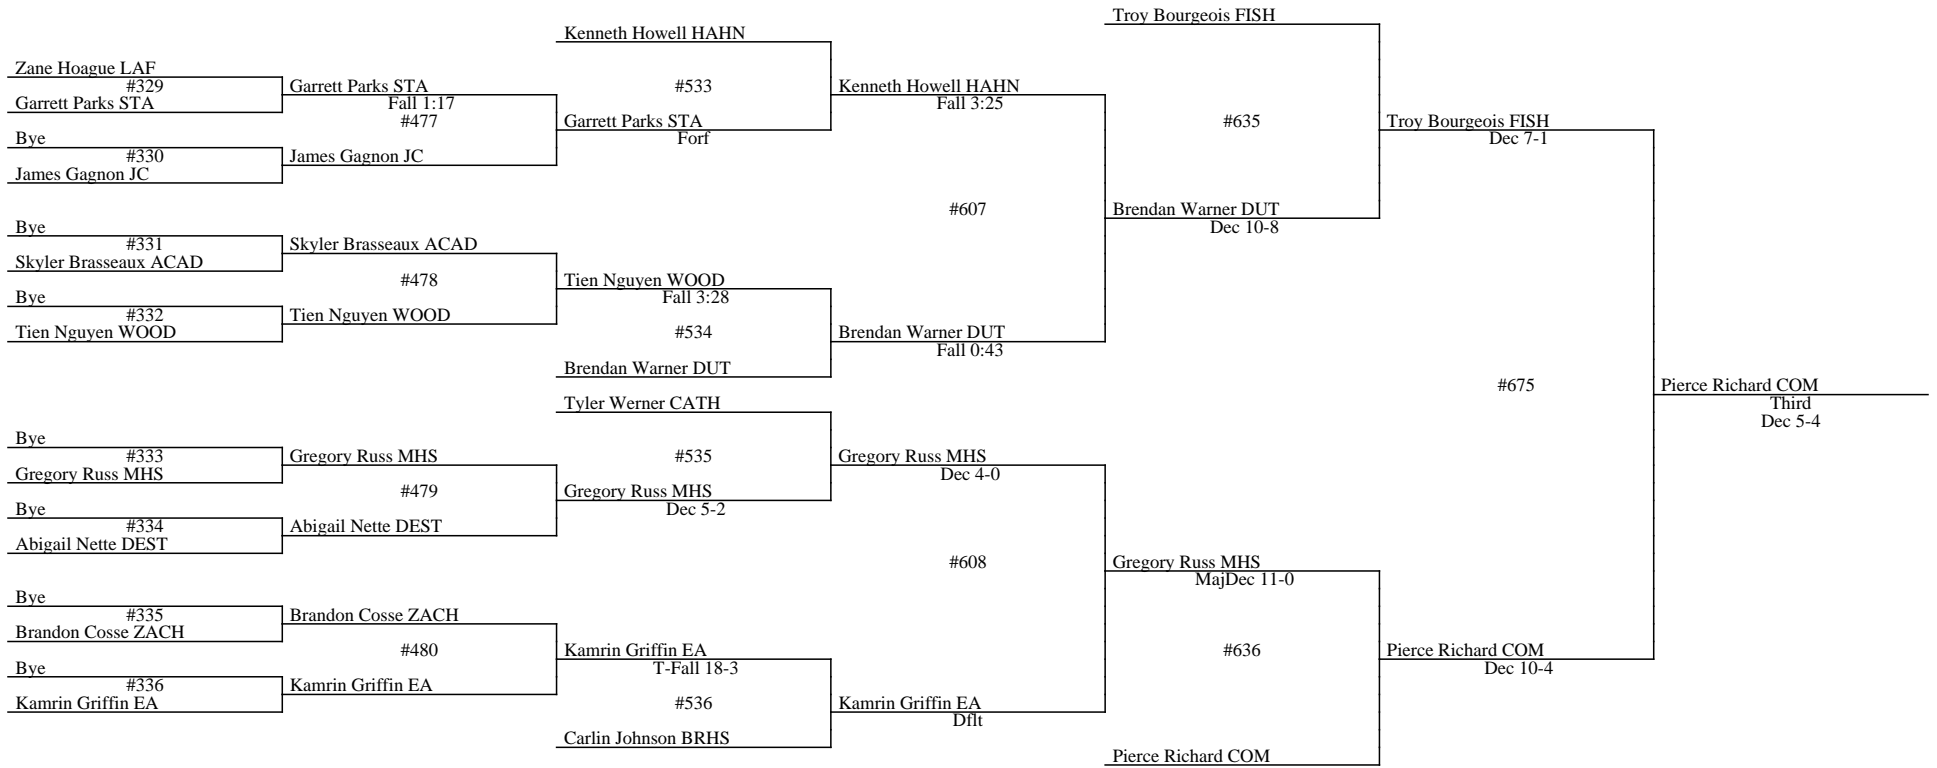 Troy Bourgeois FISH
Kenneth Howell HAHN
Zane Hoague LAF
#329
Garrett Parks STA
#533
Kenneth Howell HAHN
Garrett Parks STA
Fall 1:17
Fall 3:25
#477
Garrett Parks STA
#635
Troy Bourgeois FISH
Bye
Forf
Dec 7-1
#330
James Gagnon JC
James Gagnon JC
#607
Brendan Warner DUT
Bye
Dec 10-8
#331
Skyler Brasseaux ACAD
Skyler Brasseaux ACAD
#478
Tien Nguyen WOOD
Bye
Fall 3:28
#332
Tien Nguyen WOOD
Tien Nguyen WOOD
#534
Brendan Warner DUT
Fall 0:43
Brendan Warner DUT
#675
Pierce Richard COM
Tyler Werner CATH
Third
Dec 5-4
Bye
#333
Gregory Russ MHS
#535
Gregory Russ MHS
Gregory Russ MHS
Dec 4-0
#479
Gregory Russ MHS
Bye
Dec 5-2
#334
Abigail Nette DEST
Abigail Nette DEST
#608
Gregory Russ MHS
MajDec 11-0
Bye
#335
Brandon Cosse ZACH
Brandon Cosse ZACH
#480
Kamrin Griffin EA
#636
Pierce Richard COM
Bye
T-Fall 18-3
Dec 10-4
#336
Kamrin Griffin EA
Kamrin Griffin EA
#536
Kamrin Griffin EA
Dflt
Carlin Johnson BRHS
Pierce Richard COM